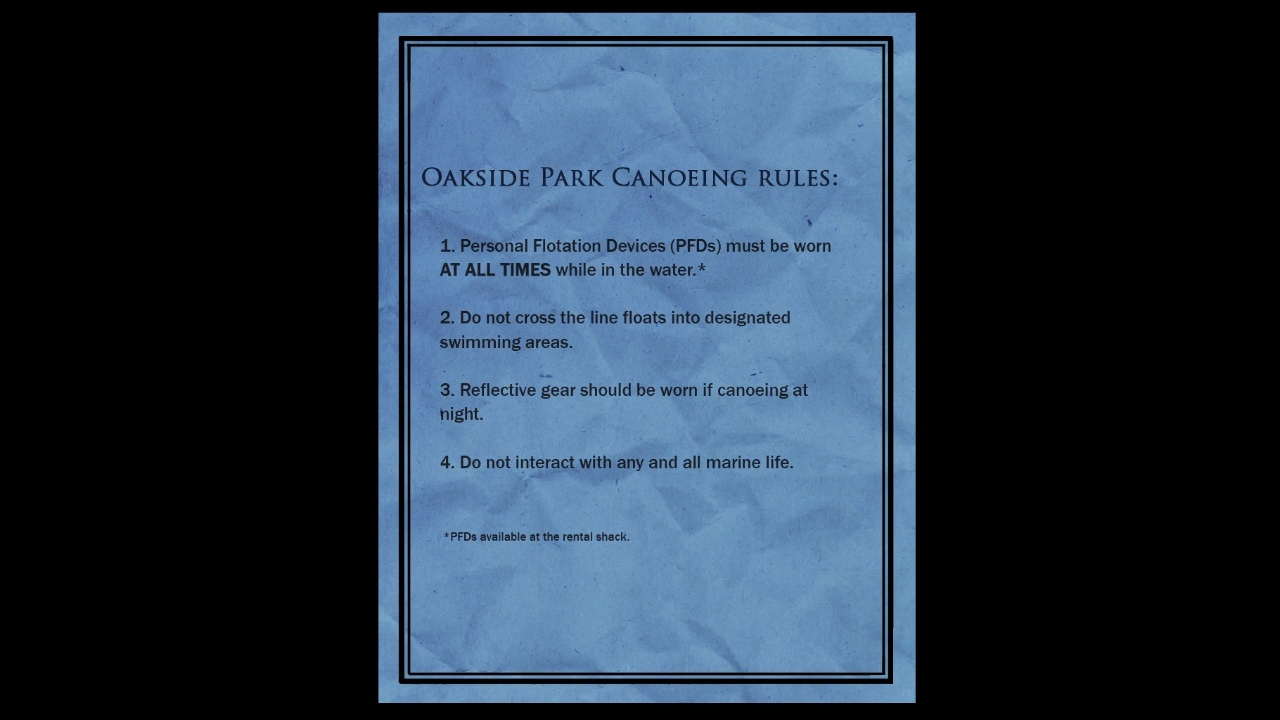 Oakside Park Canoeing rules:
1. Personal Flotation Devices (PFDs) must be worn
AT ALL TIMES while in the water.*
2. Do not cross the line floats into designated
swimming areas.
3. Reflective gear should be worn if canoeing at
night.
4. Do not interact with any and all marine life.
*PFDs available at the rental shack.